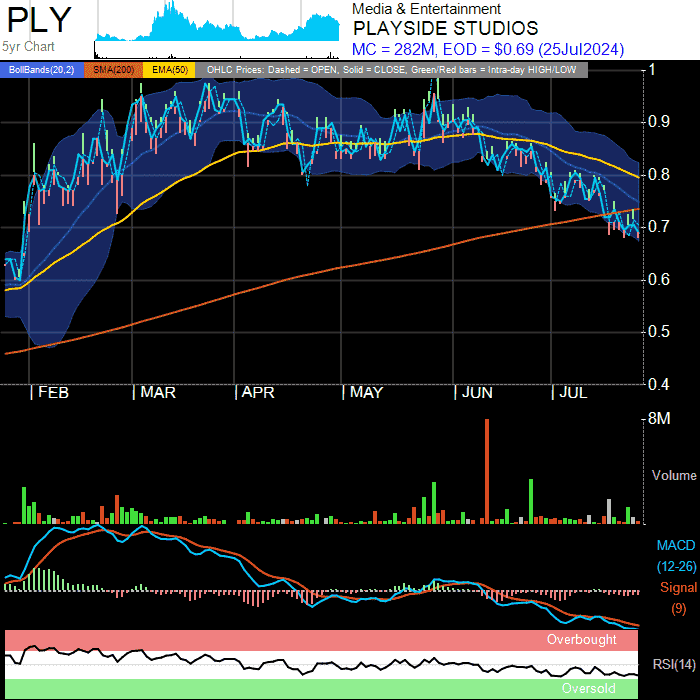 PLY
5yr Chart
Media & Entertainment
PLAYSIDE STUDIOS
MC = 282M, EOD = $0.69 (25Jul2024)
BollBands(20,2) SMA(200) EMA(50) OHLC Prices: Dashed = OPEN, Solid = CLOSE, Green/Red bars = Intra-day HIGH/LOW
1
0.9
0.8
0.7
0.6
0.5
0.4
FEB MAR APR MAY JUN JUL
8M
Volume
MACD
(12-26)
Signal
(9)
Overbought
RSI(14)
Oversold